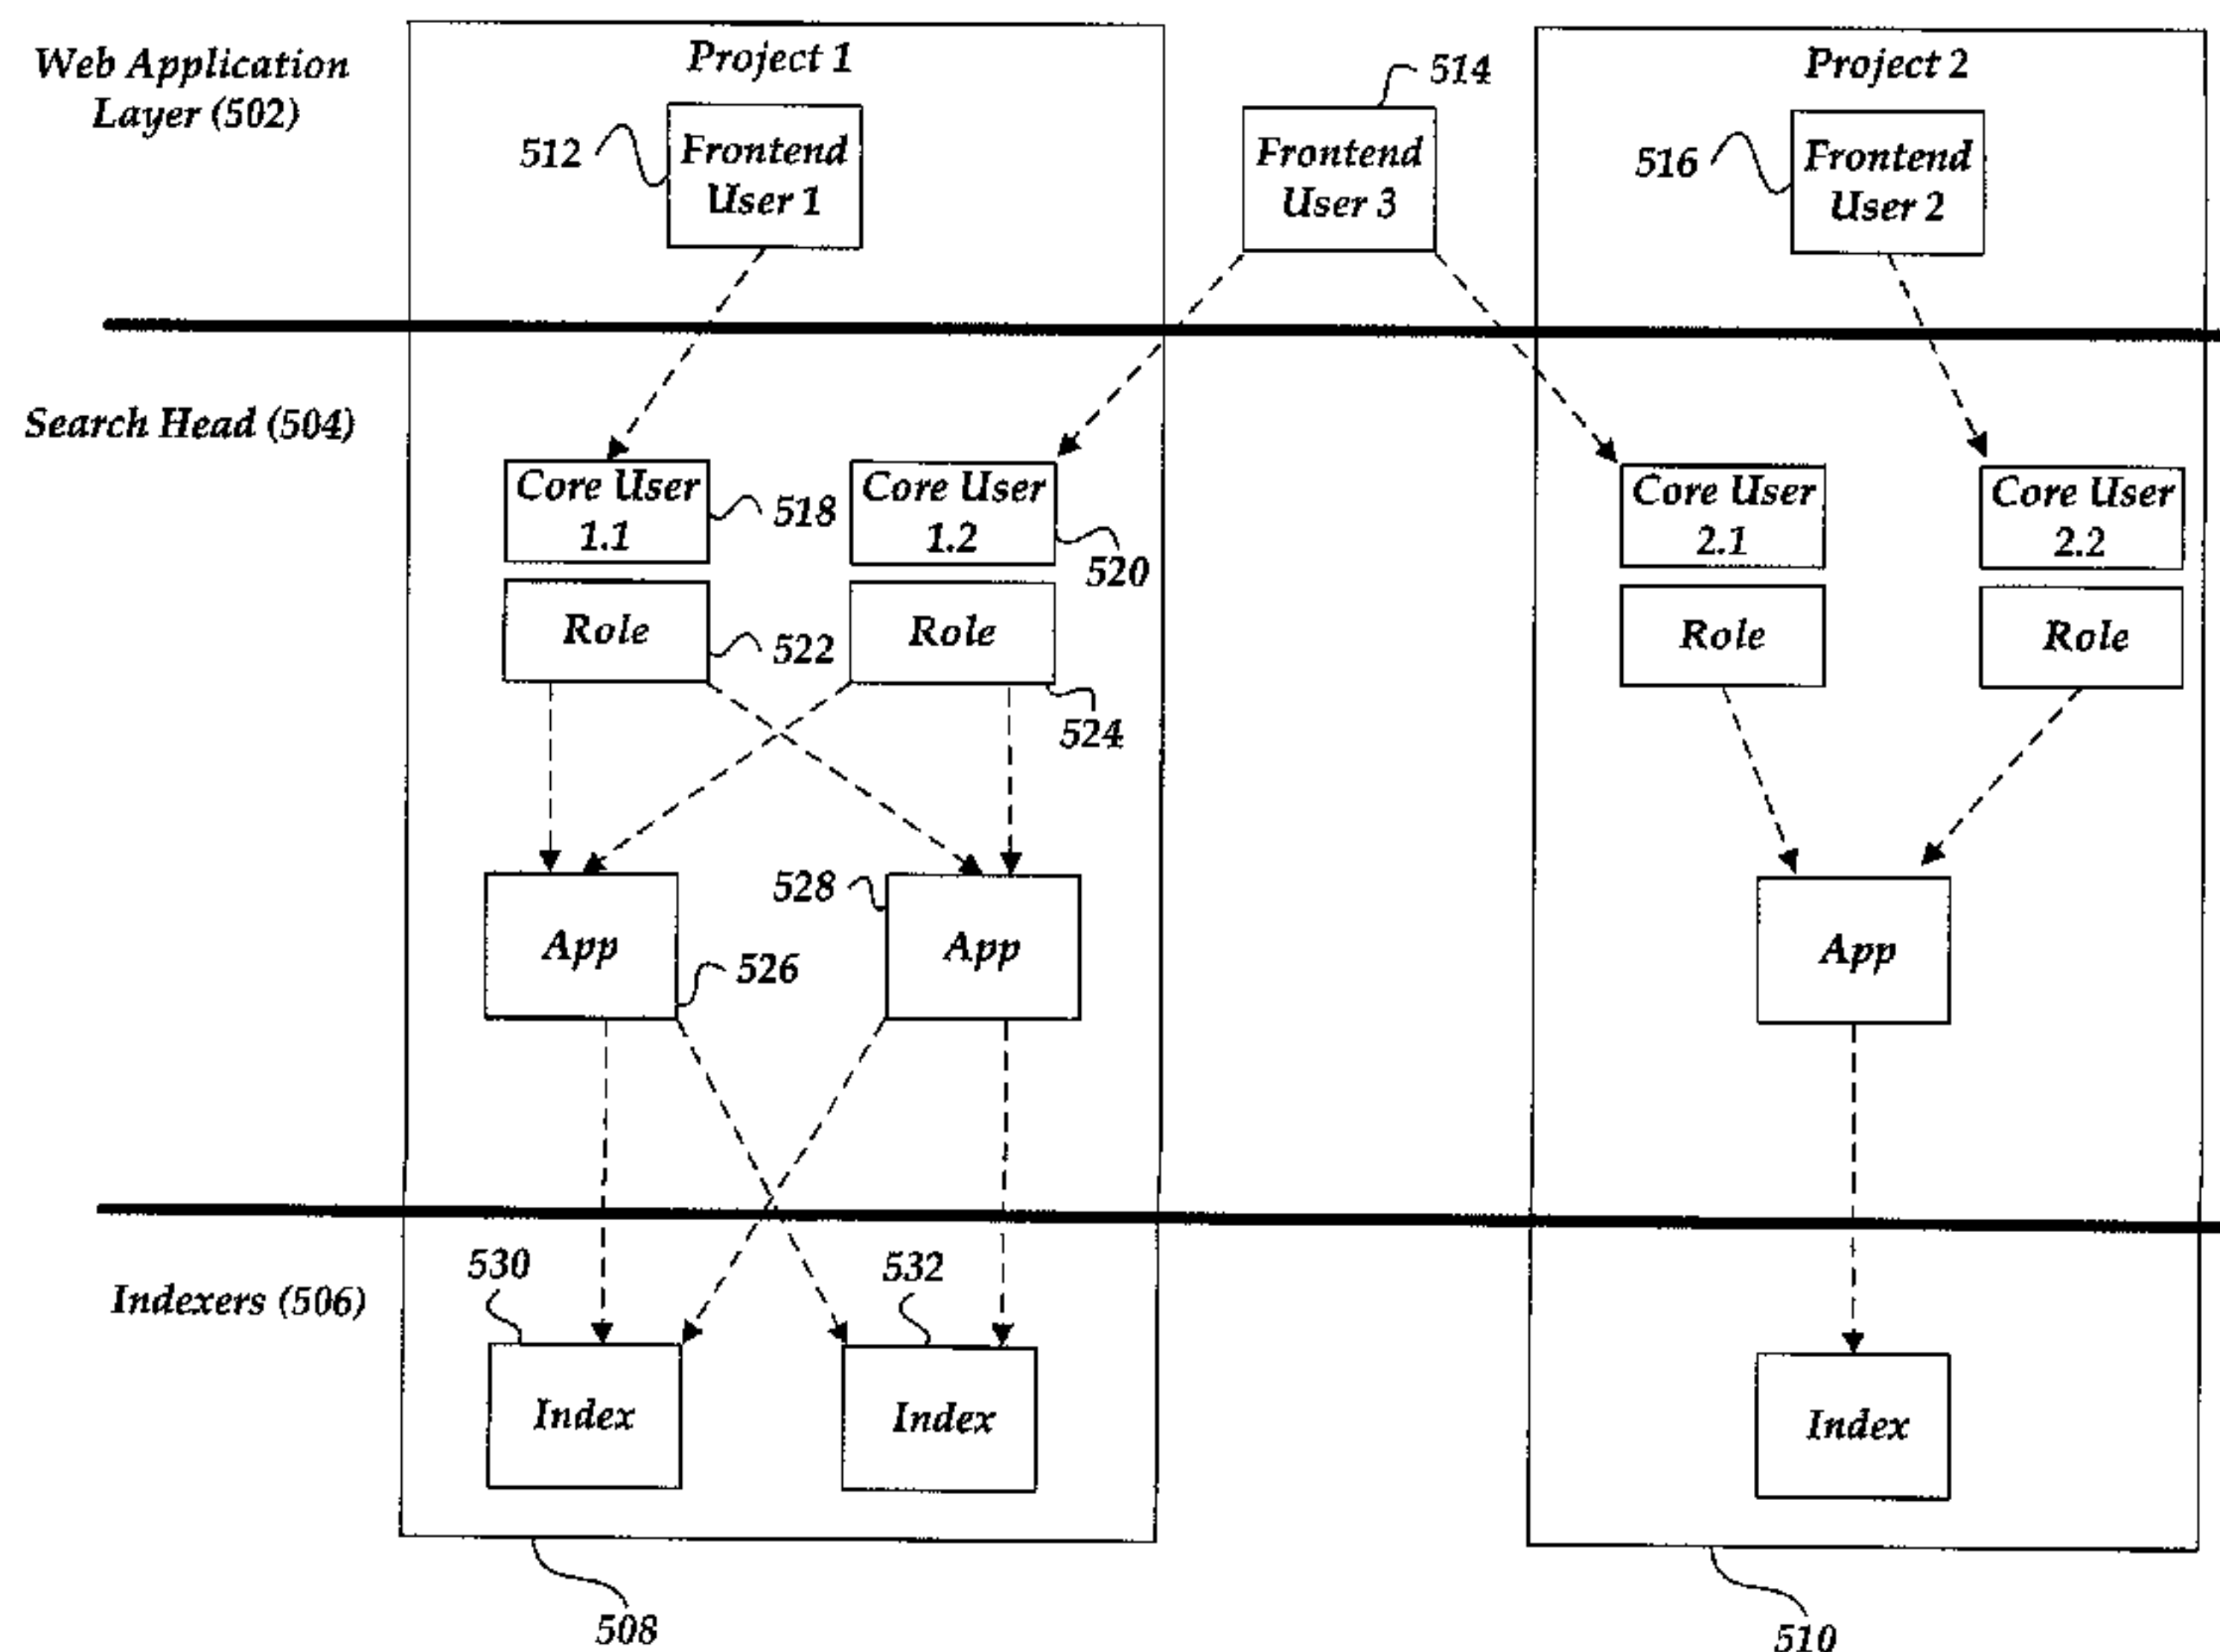 Web Application
Layer (502)
Project 1
512
Frontend
User 1
514
Frontend
User 3
Project 2
516
Frontend
User 2
Search Head (504)
Core User
1.1
518
Core User
1.2
520
Core User
2.1
Core User
2.2
Role
522
Role
524
Role
Role
App
526
528
App
App
Indexers (506)
530
Index
532
Index
Index
508
510